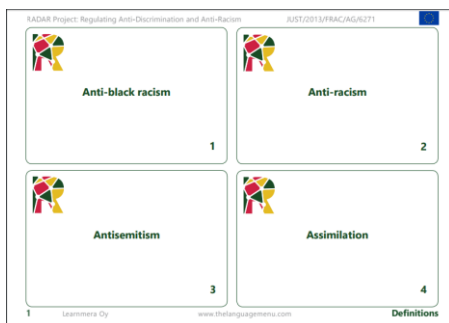 RADAR Project: Regulating Anti-Discrimination and Anti-Racism JUST/2013/FRAC/AG/6271
Anti-black racism
1
Anti-racism
2
Antisemitism
3
Assimilation
4
1 Learnmera Oy www.thelanguagemenu.com Definitions